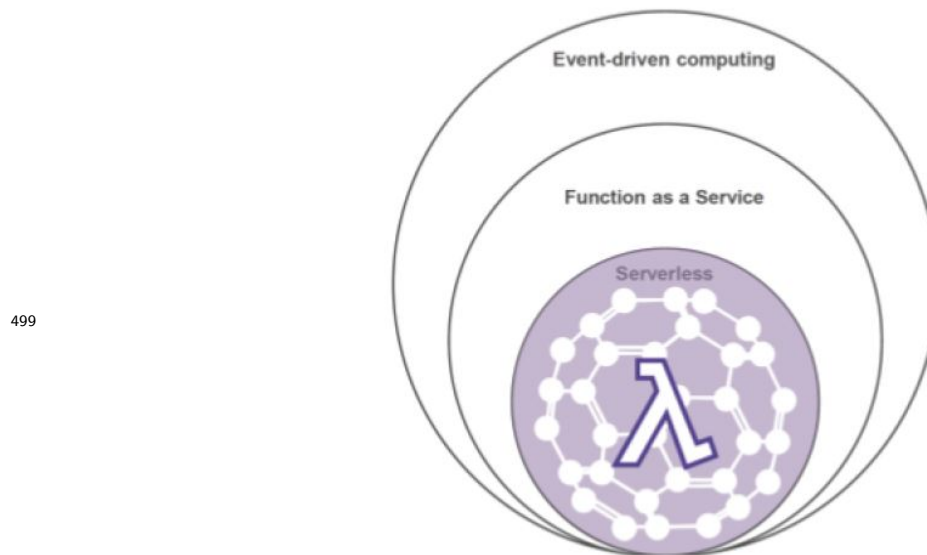 Event-driven computing
Function as a Service
Serverless
499
λ